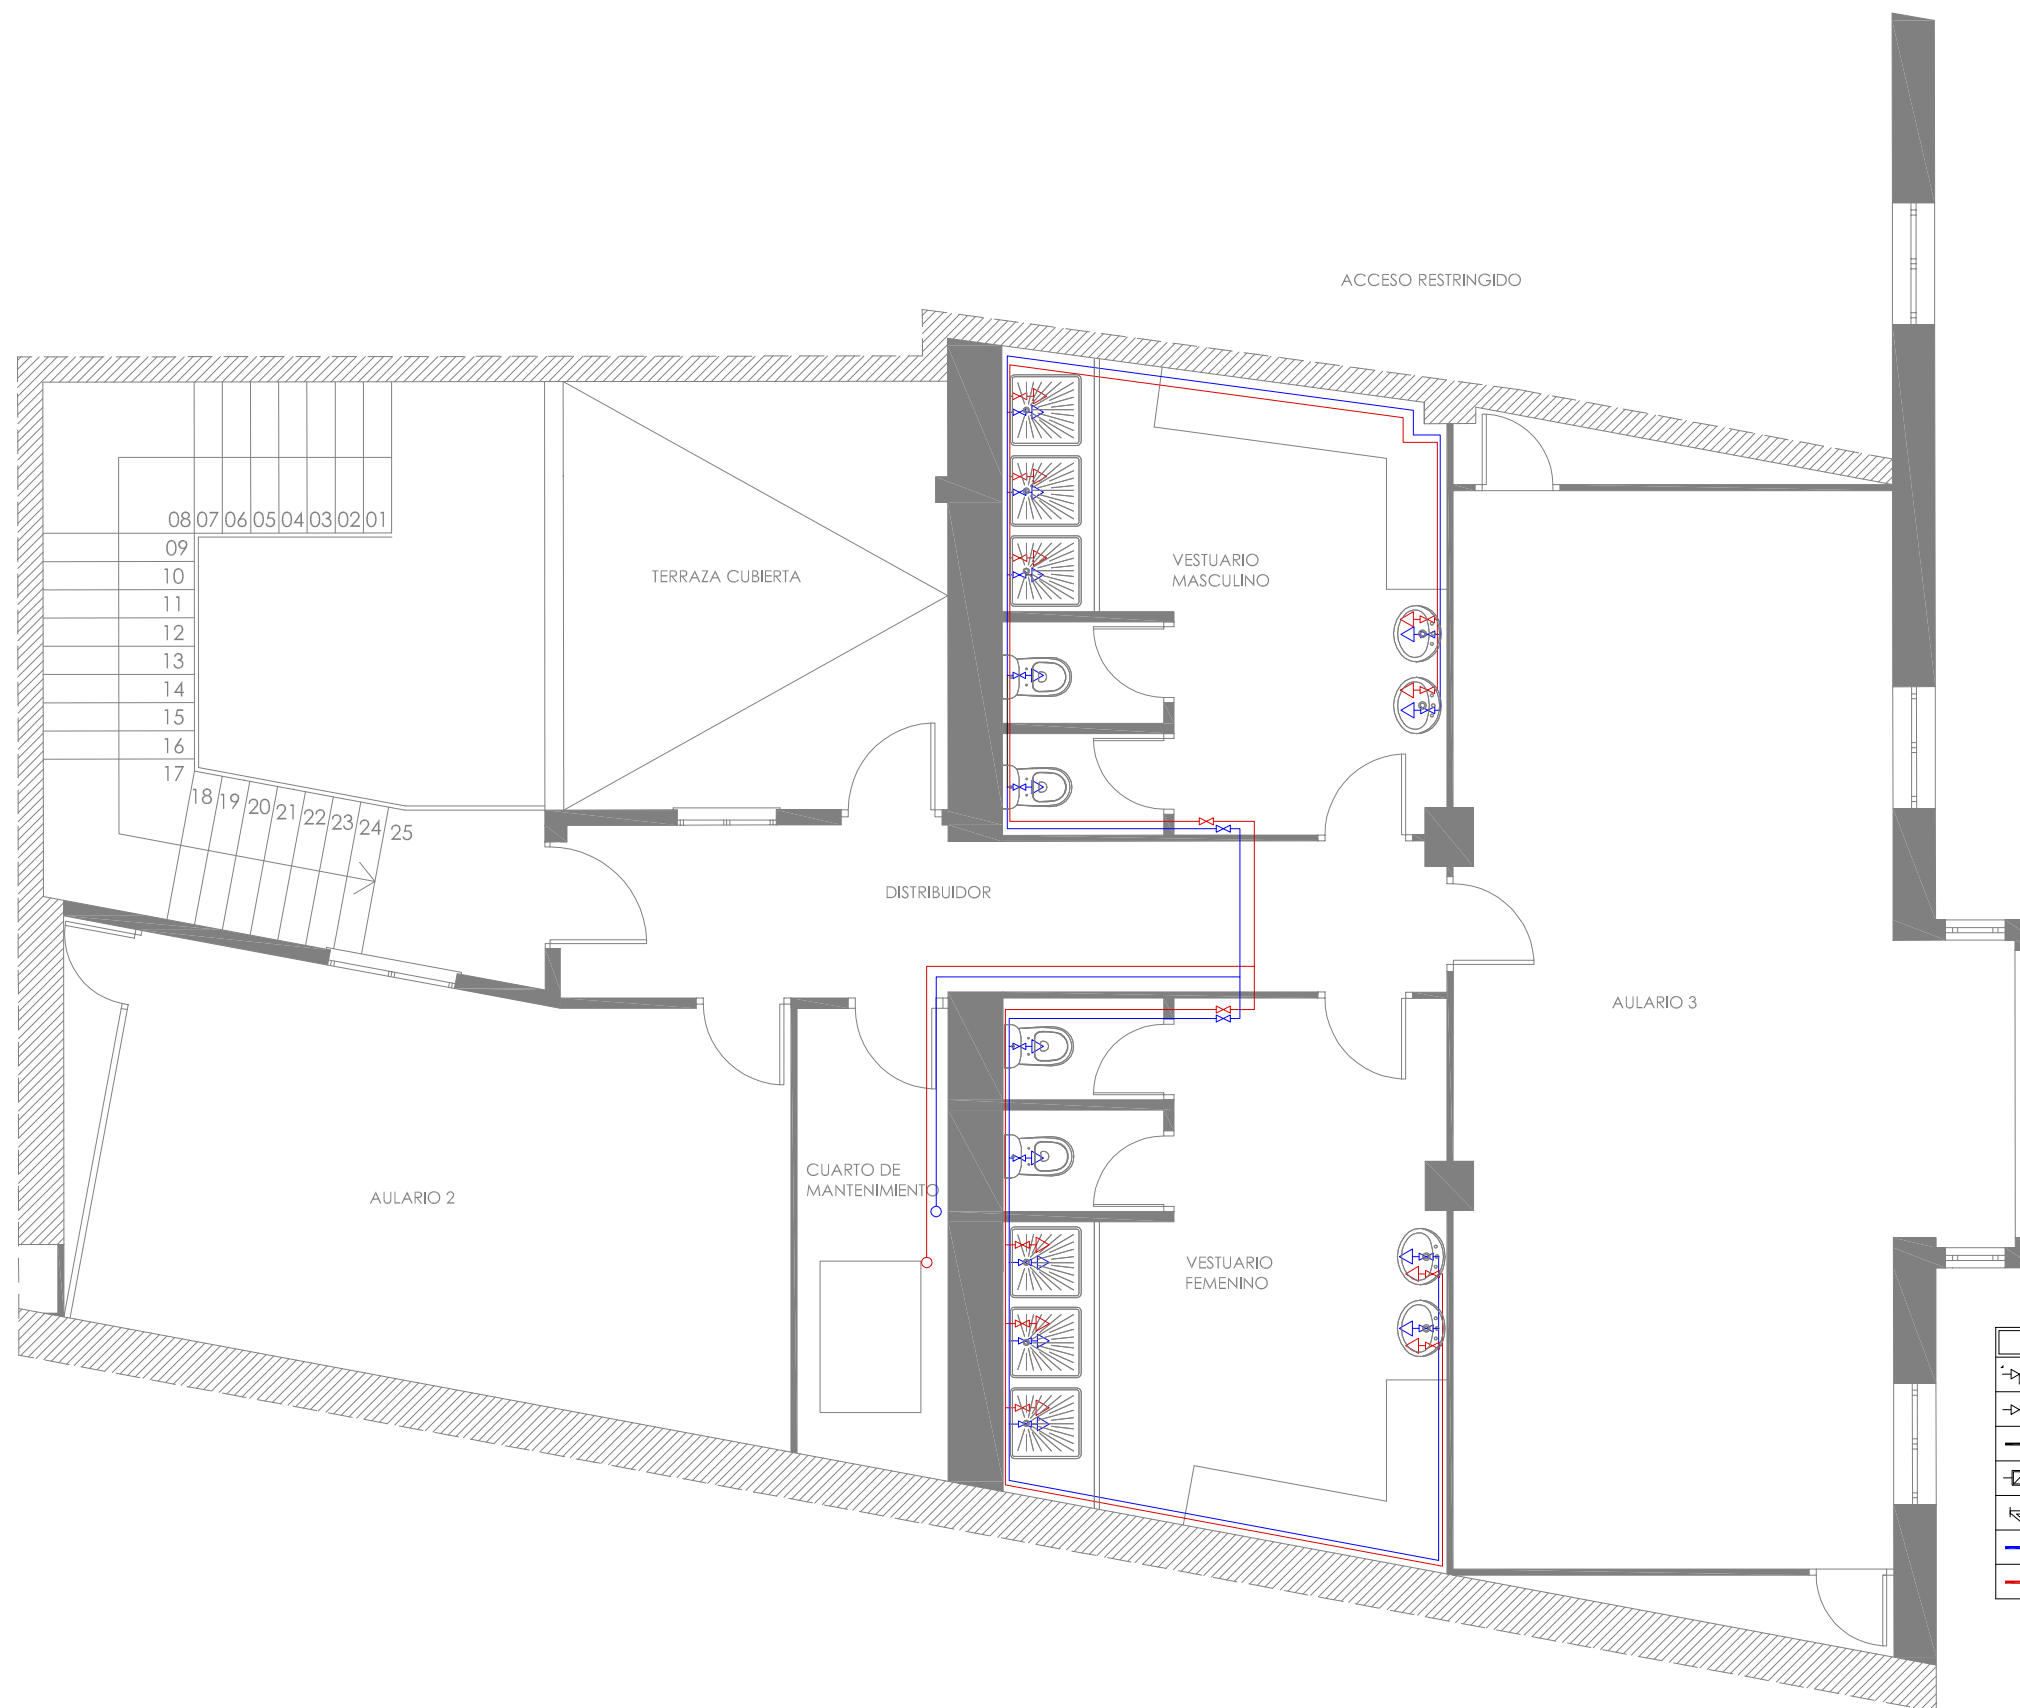 ACCESO RESTRINGIDO
08 07 06 05 04 03 02 01
09
10
11
12
13
14
15
16
17
18 19 20 21 22 23 24 25
TERRAZA CUBIERTA
VESTUARIO
MASCULINO
DISTRIBUIDOR
AULARIO 3
CUARTO DE
MANTENIMIENTO
AULARIO 2
VESTUARIO
FEMENINO